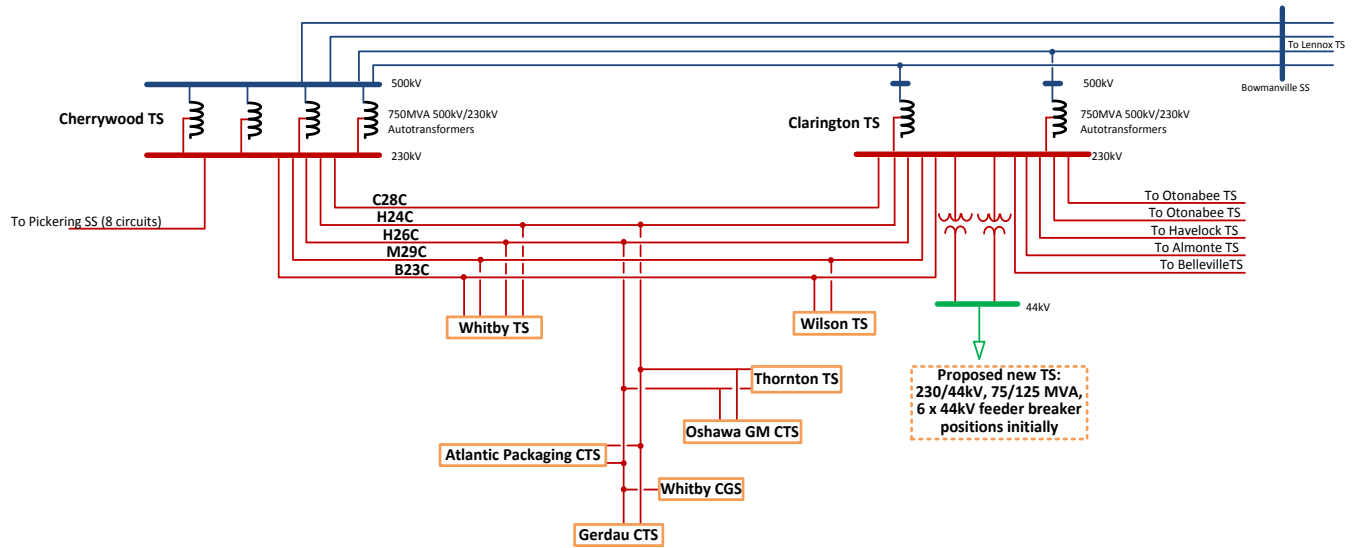 To Lennox TS
500kV
500kV
Bowmanville SS
Cherrywood TS
750MVA 500kV/230kV
Autotransformers
Clarington TS
750MVA 500kV/230kV
Autotransformers
230kV
230kV
C28C
To Otonabee TS
To Pickering SS (8 circuits)
H24C
To Otonabee TS
H26C
To Havelock TS
M29C
To Almonte TS
B23C
To BellevilleTS
44kV
Whitby TS
Wilson TS
Thornton TS
Proposed new TS:
230/44kV, 75/125 MVA,
6 x 44kV feeder breaker
positions initially
Oshawa GM CTS
Atlantic Packaging CTS
Whitby CGS
Gerdau CTS